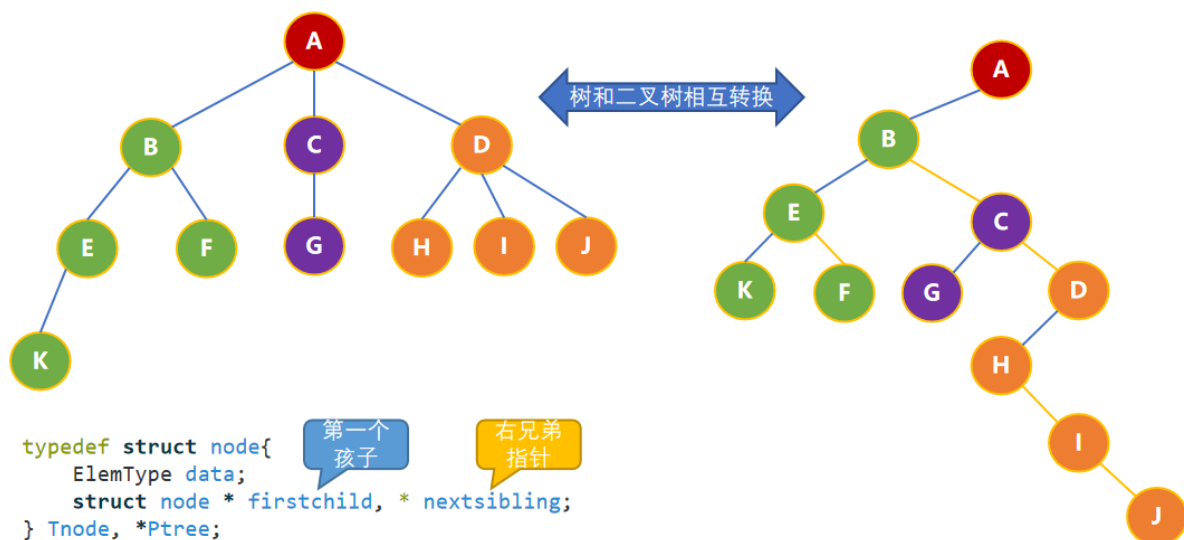 A
B
C
D
E
F
G
H
I
J
K
树和二叉树相互转换
A
B
E
C
K
F
G
D
H
I
J
第一个
孩子
右兄弟
指针
typedef struct node{
ElemType data;
struct node * firstchild, * nextsibling;
} Tnode, *Ptree;